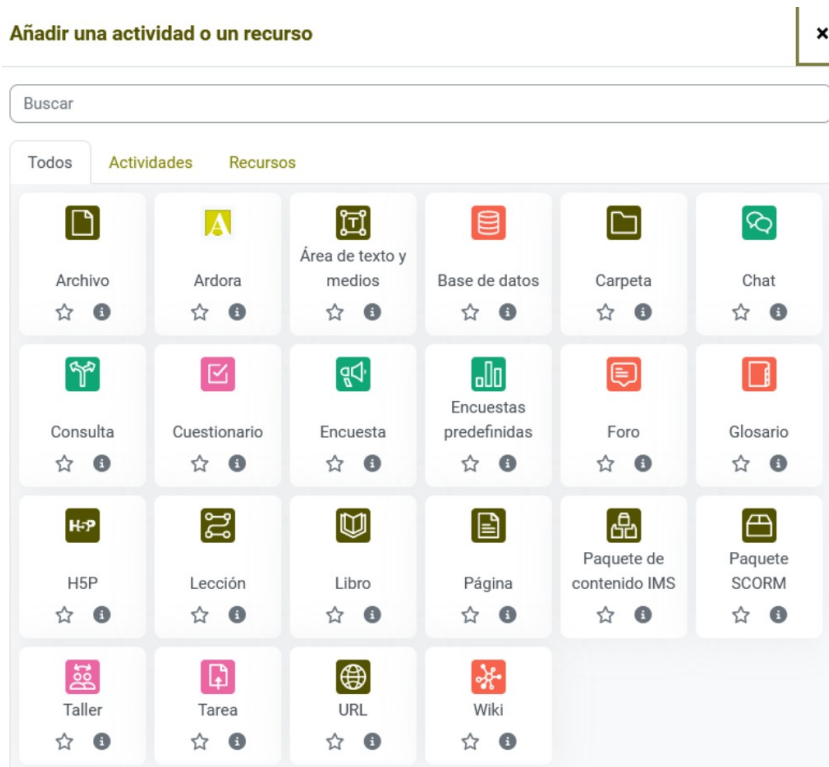 Añadir una actividad o un recurso
×
Buscar
Todos Actividades Recursos
Archivo
Ardora
Área de texto y
medios
Base de datos
Carpeta
Chat
Consulta
Cuestionario
Encuesta
Encuestas
predefinidas
Foro
Glosario
H5P
H5P
Lección
Libro
Página
Paquete de
contenido IMS
Paquete
SCORM
Taller
Tarea
URL
Wiki